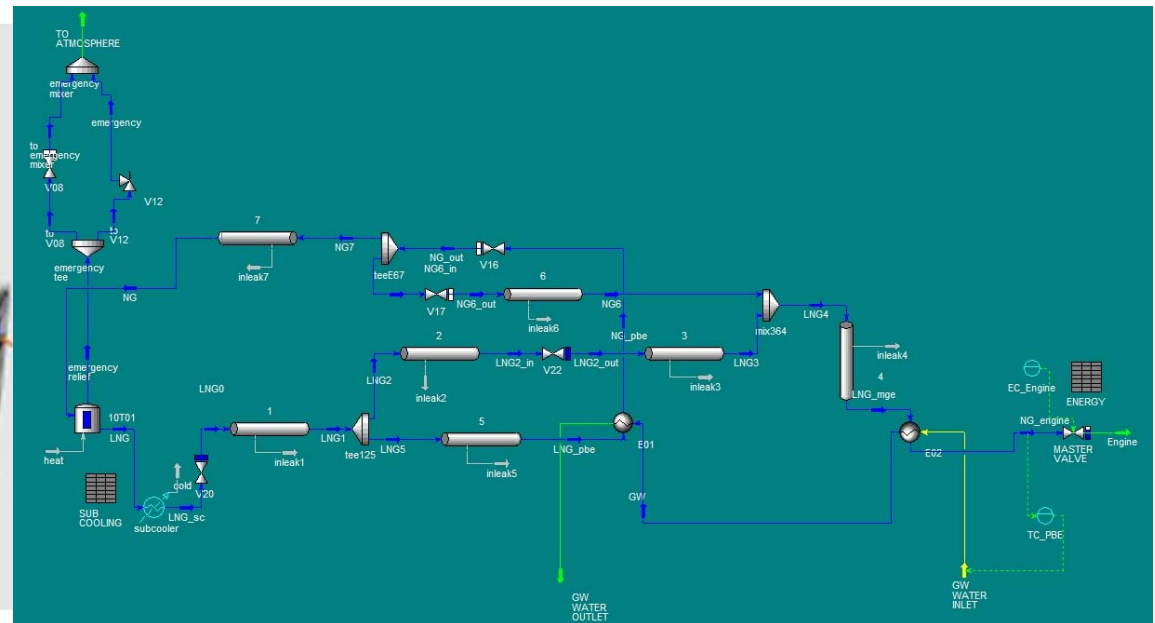 TO
ATMOSPHERE
emergency
mixer
emergency
to
emergency
mixer
V08
V12
to
V08
to
V12
emergency
tee
7
NG7
NG_out
NG6_in
V16
teeE67
inleak7
NG
V17
NG6_out
6
NG6
inleak6
mix364
LNG4
NG_pbe
2
LNG2_in
V22
LNG2_out
3
LNG3
inleak4
4
LNG_mge
EC_Engine
ENERGY
emergency
relief
LNG2
inleak2
inleak3
LNG0
10T01
LNG
1
LNG1
tee125
LNG5
5
LNG_pbe
E01
NG_engine
Engine
MASTER
VALVE
E02
heat
inleak1
inleak5
cold
V20
SUB
COOLING
subcooler
LNG_sc
GW
TC_PBE
GW
WATER
OUTLET
GW
WATER
INLET